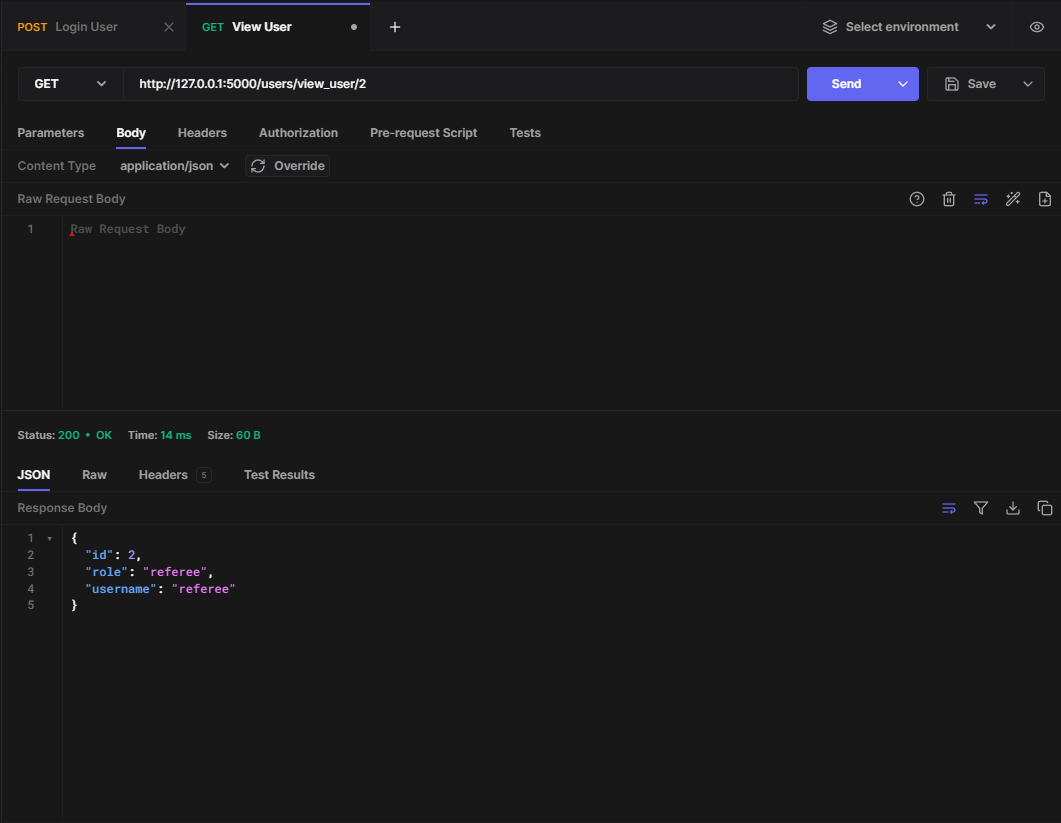 POST Login User GET View User Select environment
GET http://127.0.0.1:5000/users/view_user/2 Send Save
Parameters Body Headers Authorization Pre-request Script Tests
Content Type application/json Override
Raw Request Body
1 Raw Request Body
Status: 200 • OK Time: 14 ms Size: 60 B
JSON Raw Headers 5 Test Results
Response Body
1 {
2 "id": 2,
3 "role": "referee",
4 "username": "referee"
5 }